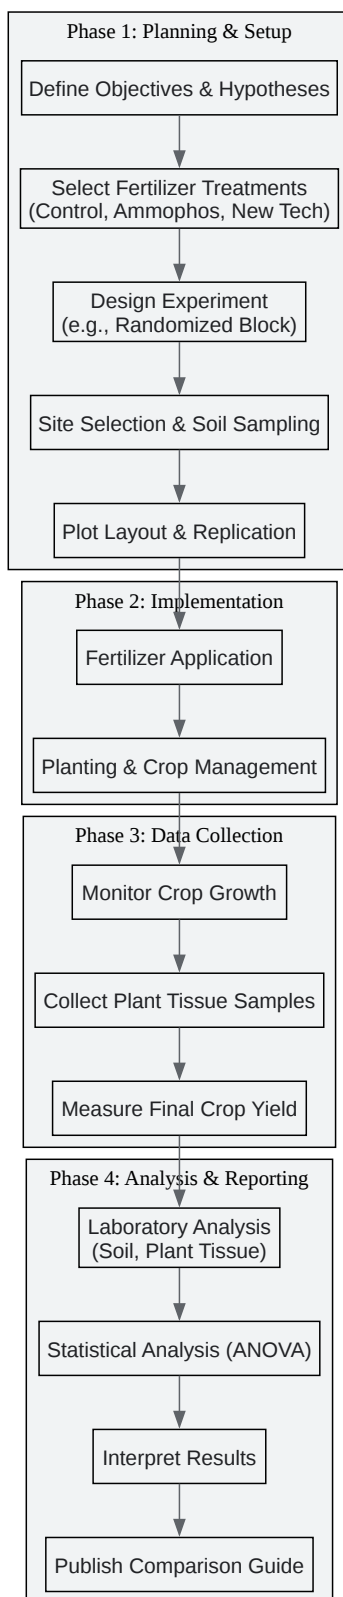 Phase 1: Planning & Setup
Define Objectives & Hypotheses
Select Fertilizer Treatments
(Control, Ammophos, New Tech)
Design Experiment
(e.g., Randomized Block)
Site Selection & Soil Sampling
Plot Layout & Replication
Phase 2: Implementation
Fertilizer Application
Planting & Crop Management
Phase 3: Data Collection
Monitor Crop Growth
Collect Plant Tissue Samples
Measure Final Crop Yield
Phase 4: Analysis & Reporting
Laboratory Analysis
(Soil, Plant Tissue)
Statistical Analysis (ANOVA)
Interpret Results
Publish Comparison Guide